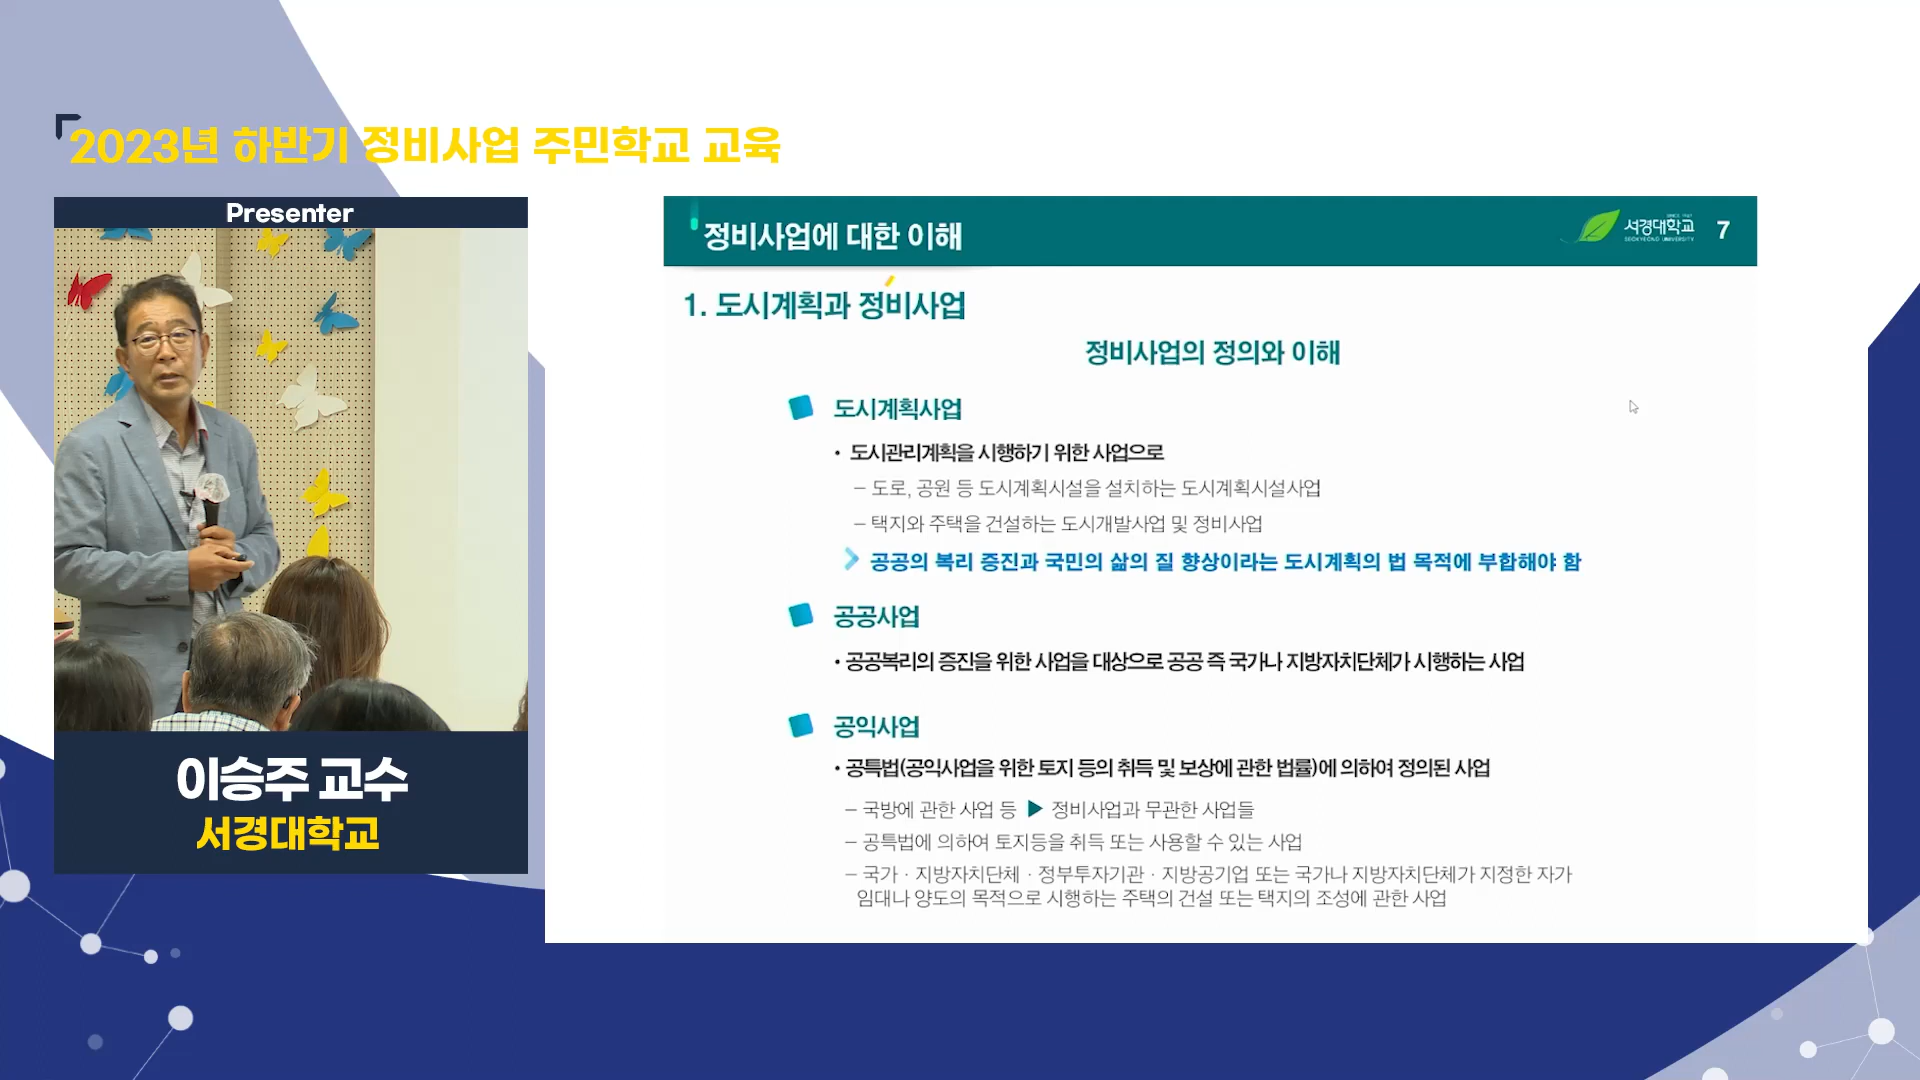 2023년 하반기 정비사업 주민학교 교육
Presenter
이승주 교수
서경대학교
정비사업에 대한 이해
SINCE 1947
서경대학교
SEOKYEONG UNIVERSITY
7
1. 도시계획과 정비사업
정비사업의 정의와 이해
도시계획사업
• 도시관리계획을 시행하기 위한 사업으로
– 도로, 공원 등 도시계획시설을 설치하는 도시계획시설사업
– 택지와 주택을 건설하는 도시개발사업 및 정비사업
공공의 복리 증진과 국민의 삶의 질 향상이라는 도시계획의 법 목적에 부합해야 함
공공사업
• 공공복리의 증진을 위한 사업을 대상으로 공공 즉 국가나 지방자치단체가 시행하는 사업
공익사업
• 공특법(공익사업을 위한 토지 등의 취득 및 보상에 관한 법률)에 의하여 정의된 사업
– 국방에 관한 사업 등 ▶ 정비사업과 무관한 사업들
– 공특법에 의하여 토지등을 취득 또는 사용할 수 있는 사업
– 국가 · 지방자치단체 · 정부투자기관 · 지방공기업 또는 국가나 지방자치단체가 지정한 자가
임대나 양도의 목적으로 시행하는 주택의 건설 또는 택지의 조성에 관한 사업